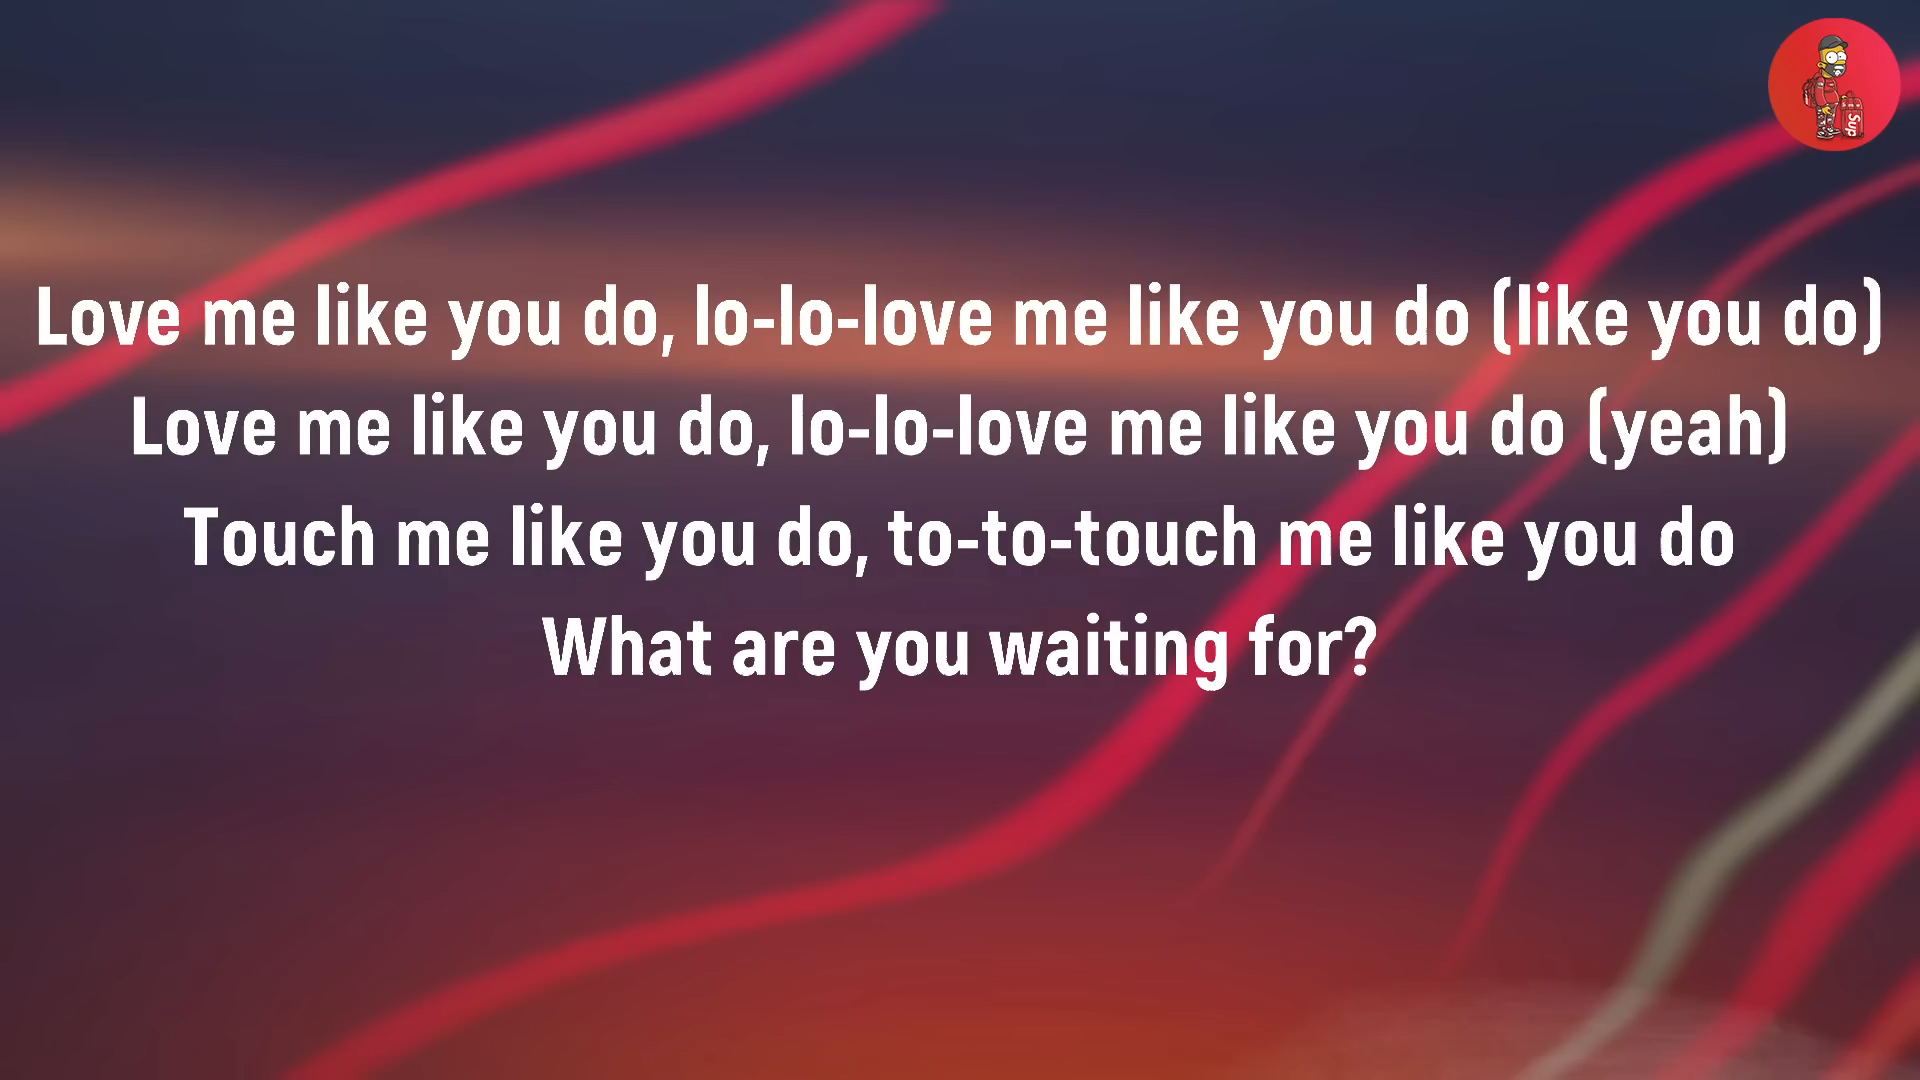 Love me like you do, lo-lo-love me like you do (like you do)
Love me like you do, lo-lo-love me like you do (yeah)
Touch me like you do, to-to-touch me like you do
What are you waiting for?
Sup